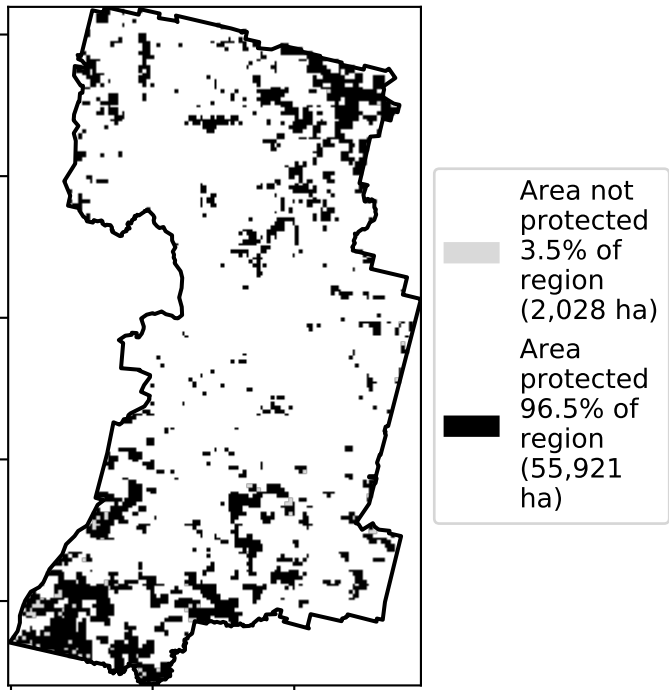 Area not
protected
3.5% of
region
(2,028 ha)
Area
protected
96.5% of
region
(55,921
ha)